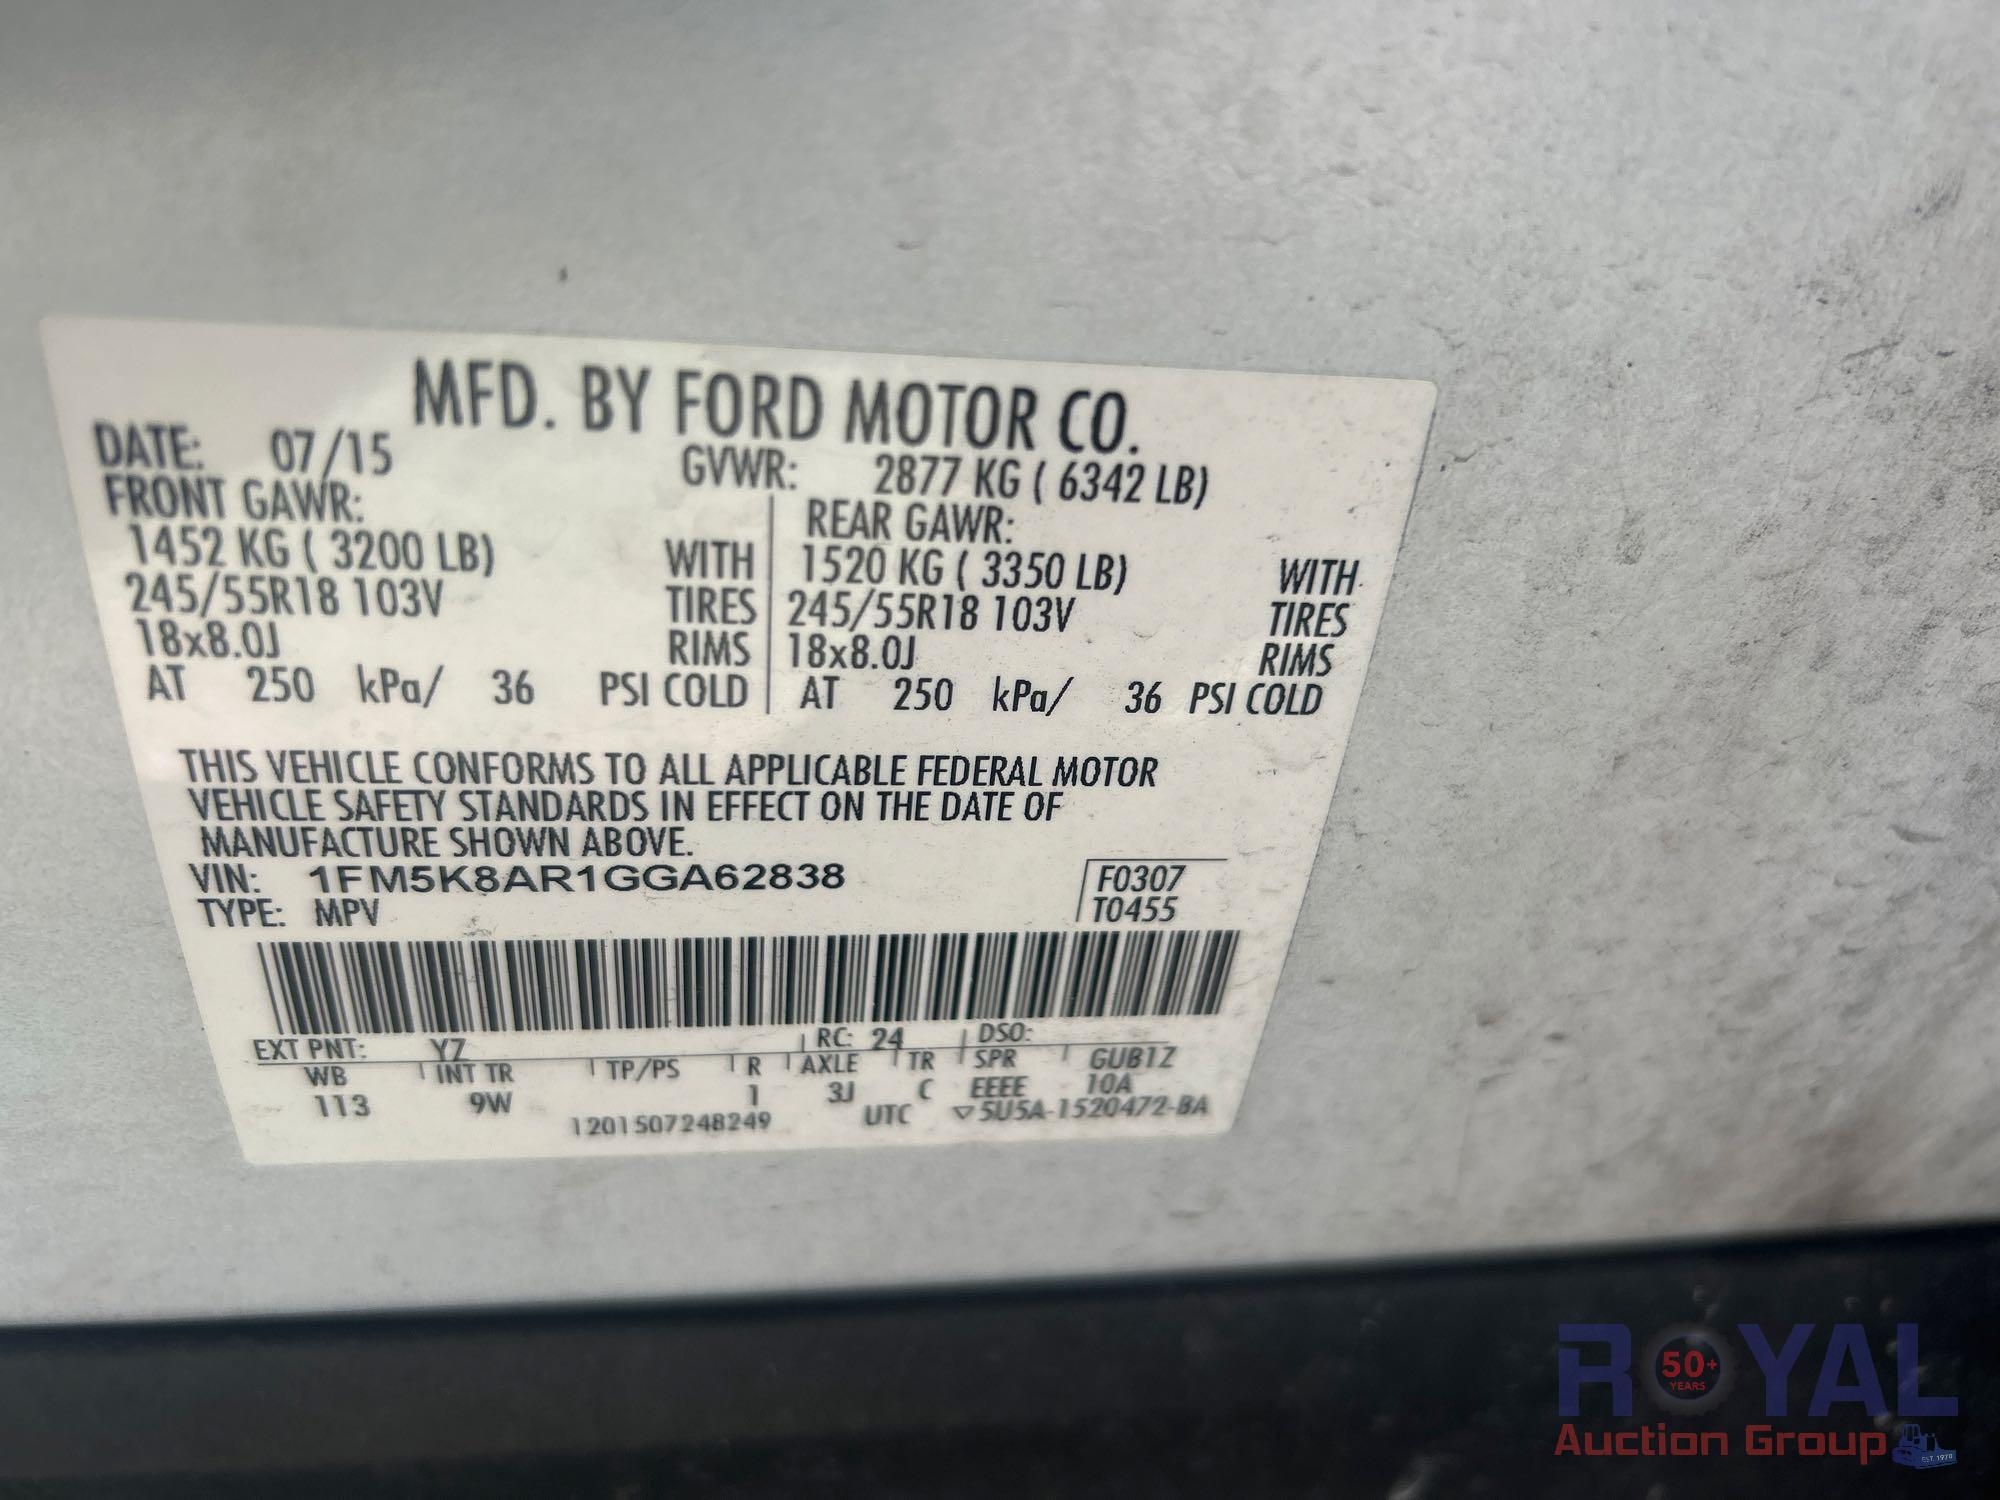 MFD. BY FORD MOTOR CO.
DATE: 07/15 GVWR: 2877 KG ( 6342 LB)
FRONT GAWR: REAR GAWR:
1452 KG ( 3200 LB) WITH 1520 KG ( 3350 LB) WITH
245/55R18 103V TIRES 245/55R18 103V TIRES
18x8.0J RIMS 18x8.0J RIMS
AT 250 kPa/ 36 PSI COLD AT 250 kPa/ 36 PSI COLD
THIS VEHICLE CONFORMS TO ALL APPLICABLE FEDERAL MOTOR
VEHICLE SAFETY STANDARDS IN EFFECT ON THE DATE OF
MANUFACTURE SHOWN ABOVE.
VIN: 1FM5K8AR1GGA62838 F0307
TYPE: MPV T0455
EXT PNT: YZ RC: 24 DSO:
WB INT TR TP/PS R AXLE TR SPR GUB1Z
113 9W 1 3J C EEEE 10A
1201507248249 UTC ▽5U5A-1520472-BA
ROYAL
50+
YEARS
Auction Group
EST. 1970